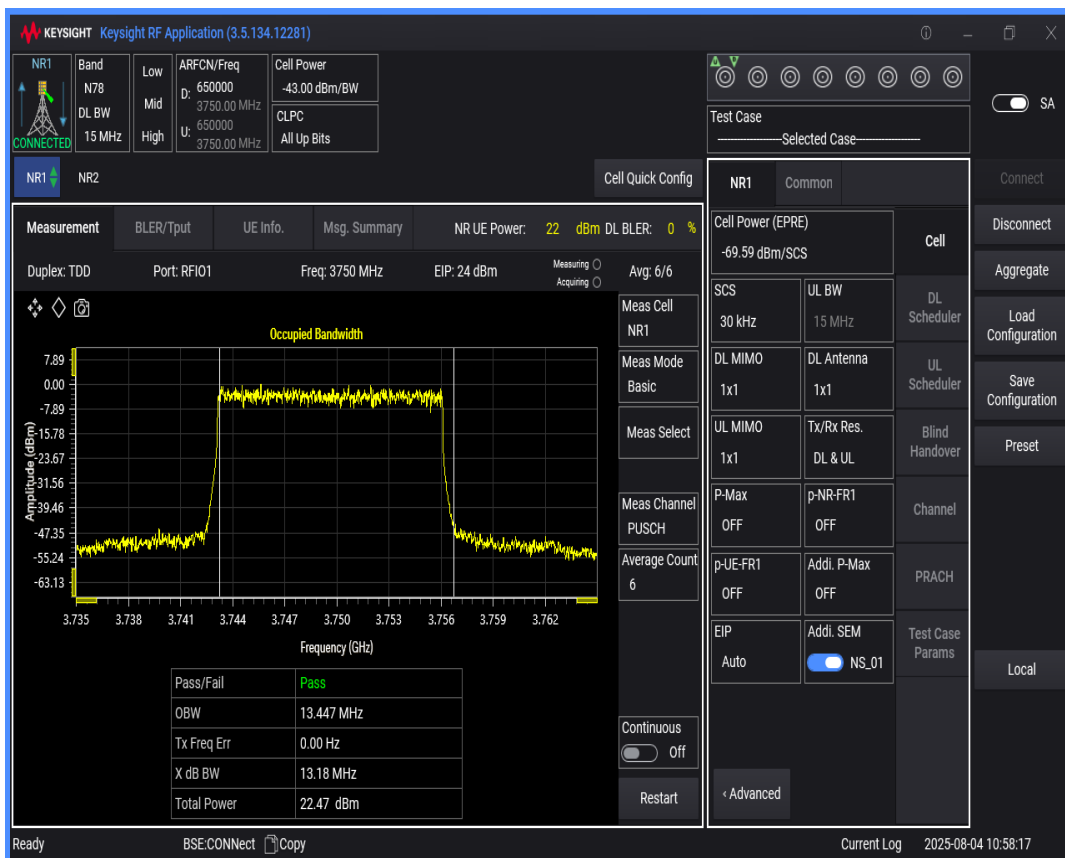 KEYSIGHT Keysight RF Application (3.5.134.12281)
NR1
CONNECTED
Band
N78
DL BW
15 MHz
Low
Mid
High
ARFCN/Freq
D: 650000
3750.00 MHz
U: 650000
3750.00 MHz
Cell Power
-43.00 dBm/BW
CLPC
All Up Bits
Test Case
----------------Selected Case----------------
SA
NR1
NR2
Cell Quick Config
Measurement
BLER/Tput
UE Info.
Msg. Summary
NR UE Power: 22 dBm DL BLER: 0 %
Duplex: TDD
Port: RFIO1
Freq: 3750 MHz
EIP: 24 dBm
Measuring
Acquiring
Avg: 6/6
Occupied Bandwidth
7.89
0.00
-7.89
-15.78
-23.67
-31.56
-39.46
-47.35
-55.24
-63.13
Amplitude (dBm)
3.735 3.738 3.741 3.744 3.747 3.750 3.753 3.756 3.759 3.762
Frequency (GHz)
Pass/Fail Pass
OBW 13.447 MHz
Tx Freq Err 0.00 Hz
X dB BW 13.18 MHz
Total Power 22.47 dBm
Meas Cell
NR1
Meas Mode
Basic
Meas Select
Meas Channel
PUSCH
Average Count
6
Continuous
Off
Restart
NR1
Common
Cell Power (EPRE)
-69.59 dBm/SCS
SCS
30 kHz
UL BW
15 MHz
DL MIMO
1x1
DL Antenna
1x1
UL MIMO
1x1
Tx/Rx Res.
DL & UL
P-Max
OFF
p-NR-FR1
OFF
p-UE-FR1
OFF
Addi. P-Max
OFF
EIP
Auto
Addi. SEM
NS_01
‹ Advanced
Cell
DL
Scheduler
UL
Scheduler
Blind
Handover
Channel
PRACH
Test Case
Params
Connect
Disconnect
Aggregate
Load
Configuration
Save
Configuration
Preset
Local
Ready
BSE:CONNect
Copy
Current Log
2025-08-04 10:58:17